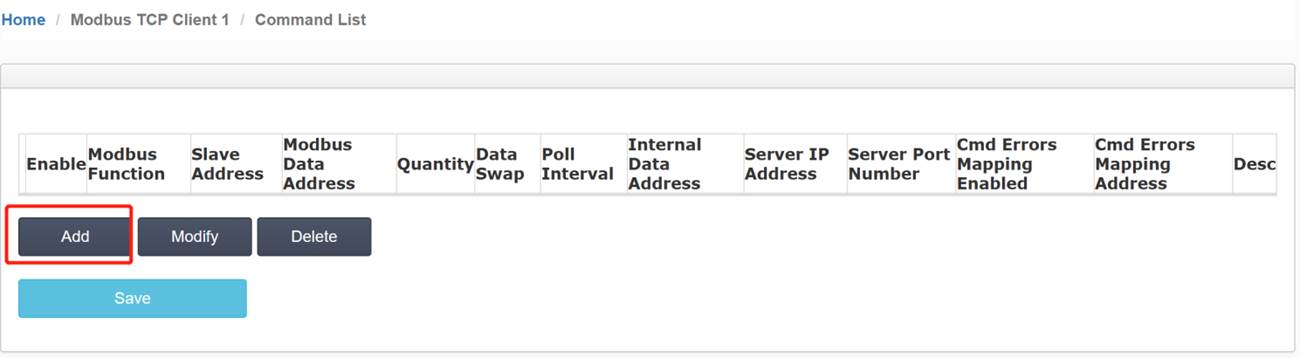 Home / Modbus TCP Client 1 / Command List
Enable
Modbus
Function
Slave
Address
Modbus
Data
Address
Quantity
Data
Swap
Poll
Interval
Internal
Data
Address
Server IP
Address
Server Port
Number
Cmd Errors
Mapping
Enabled
Cmd Errors
Mapping
Address
Desc
Add Modify Delete
Save